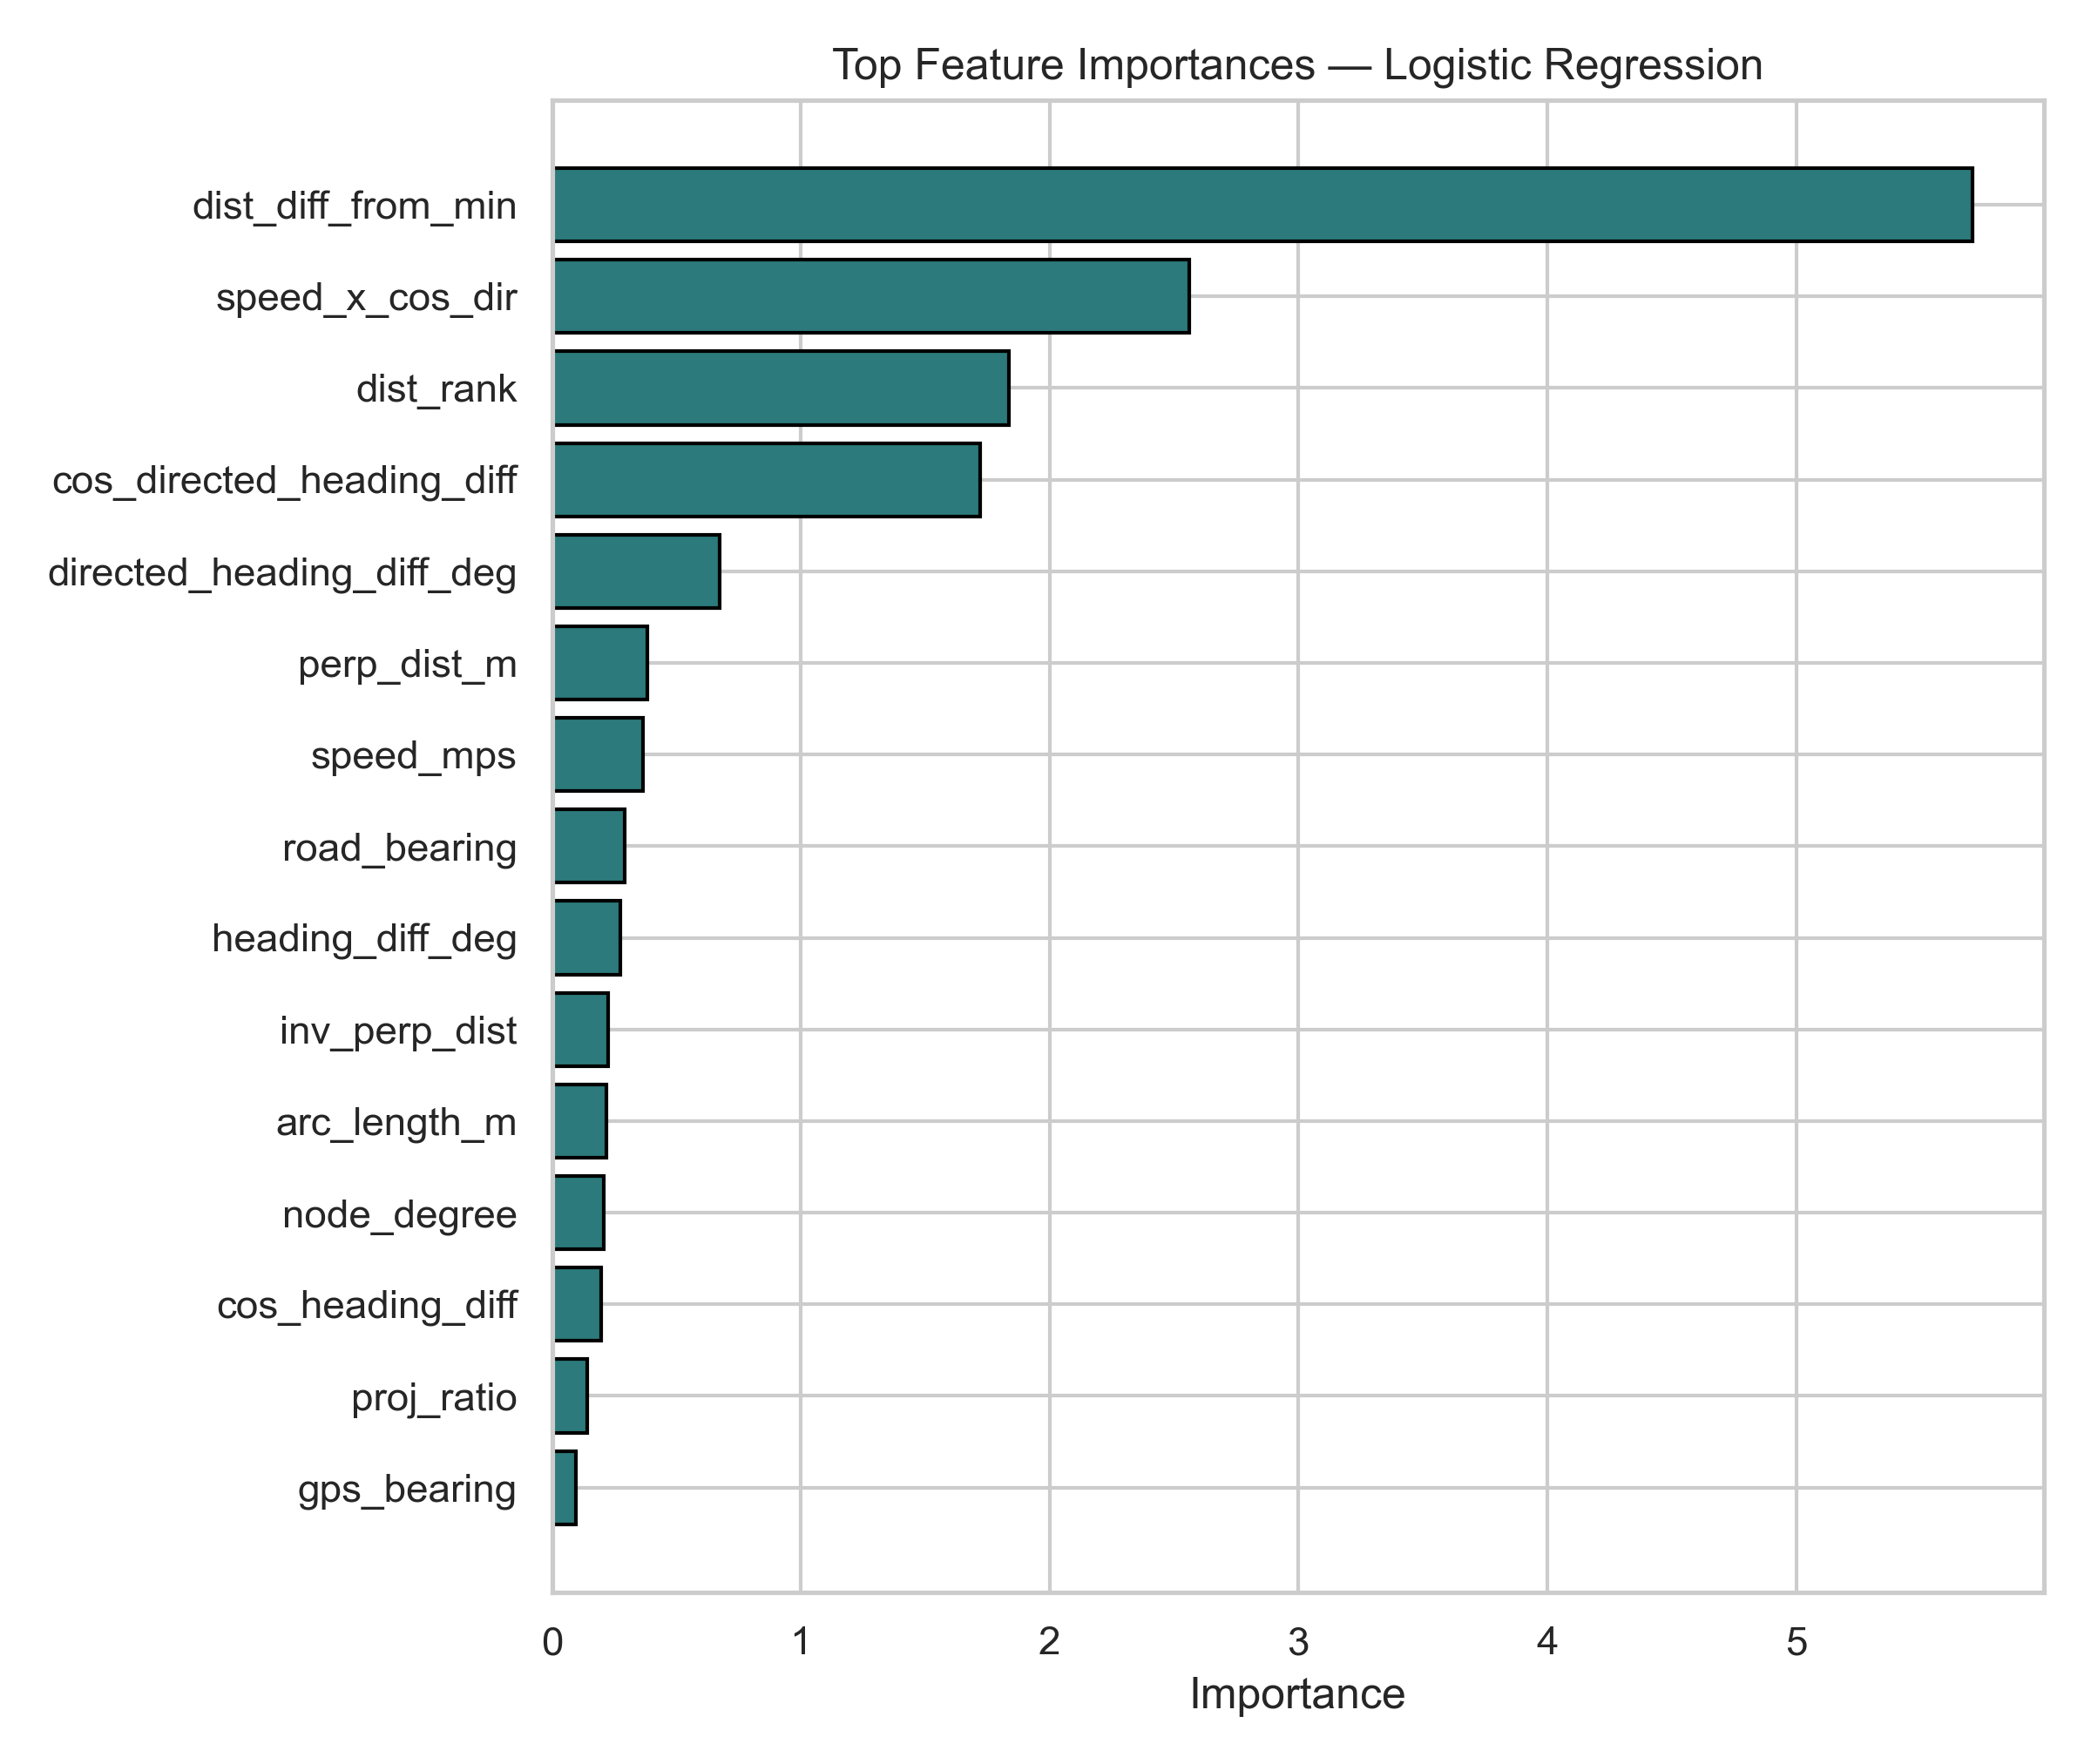 Top Feature Importances — Logistic Regression
dist_diff_from_min
speed_x_cos_dir
dist_rank
cos_directed_heading_diff
directed_heading_diff_deg
perp_dist_m
speed_mps
road_bearing
heading_diff_deg
inv_perp_dist
arc_length_m
node_degree
cos_heading_diff
proj_ratio
gps_bearing
0 1 2 3 4 5
Importance